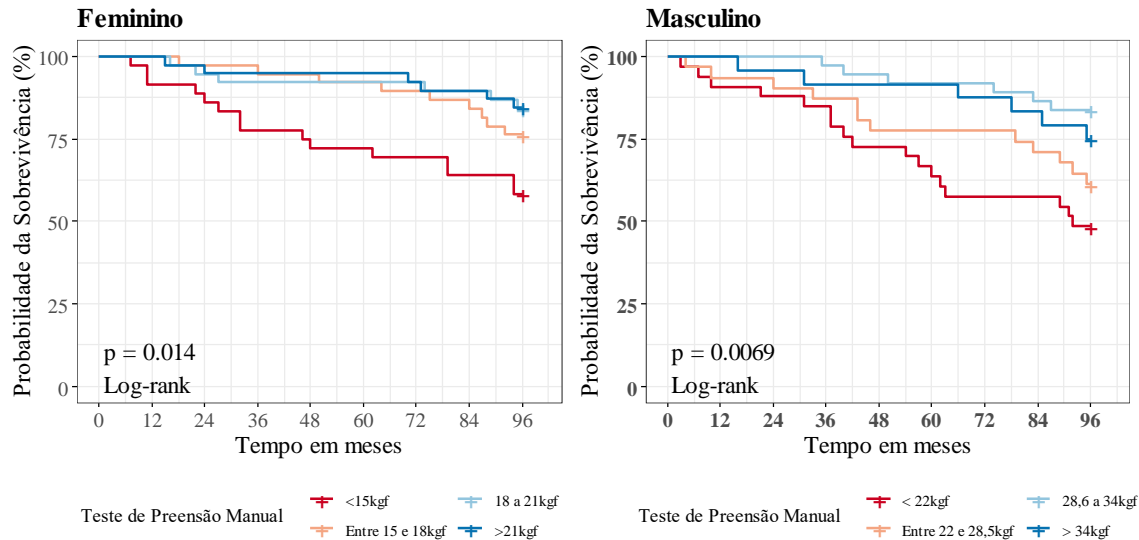 Feminino
Probabilidade da Sobrevivência (%)
100
75
50
25
0
p = 0.014
Log-rank
0 12 24 36 48 60 72 84 96
Tempo em meses
Teste de Preensão Manual
<15kgf
18 a 21kgf
Entre 15 e 18kgf
>21kgf
Masculino
Probabilidade da Sobrevivência (%)
100
75
50
25
0
p = 0.0069
Log-rank
0 12 24 36 48 60 72 84 96
Tempo em meses
Teste de Preensão Manual
< 22kgf
28,6 a 34kgf
Entre 22 e 28,5kgf
> 34kgf